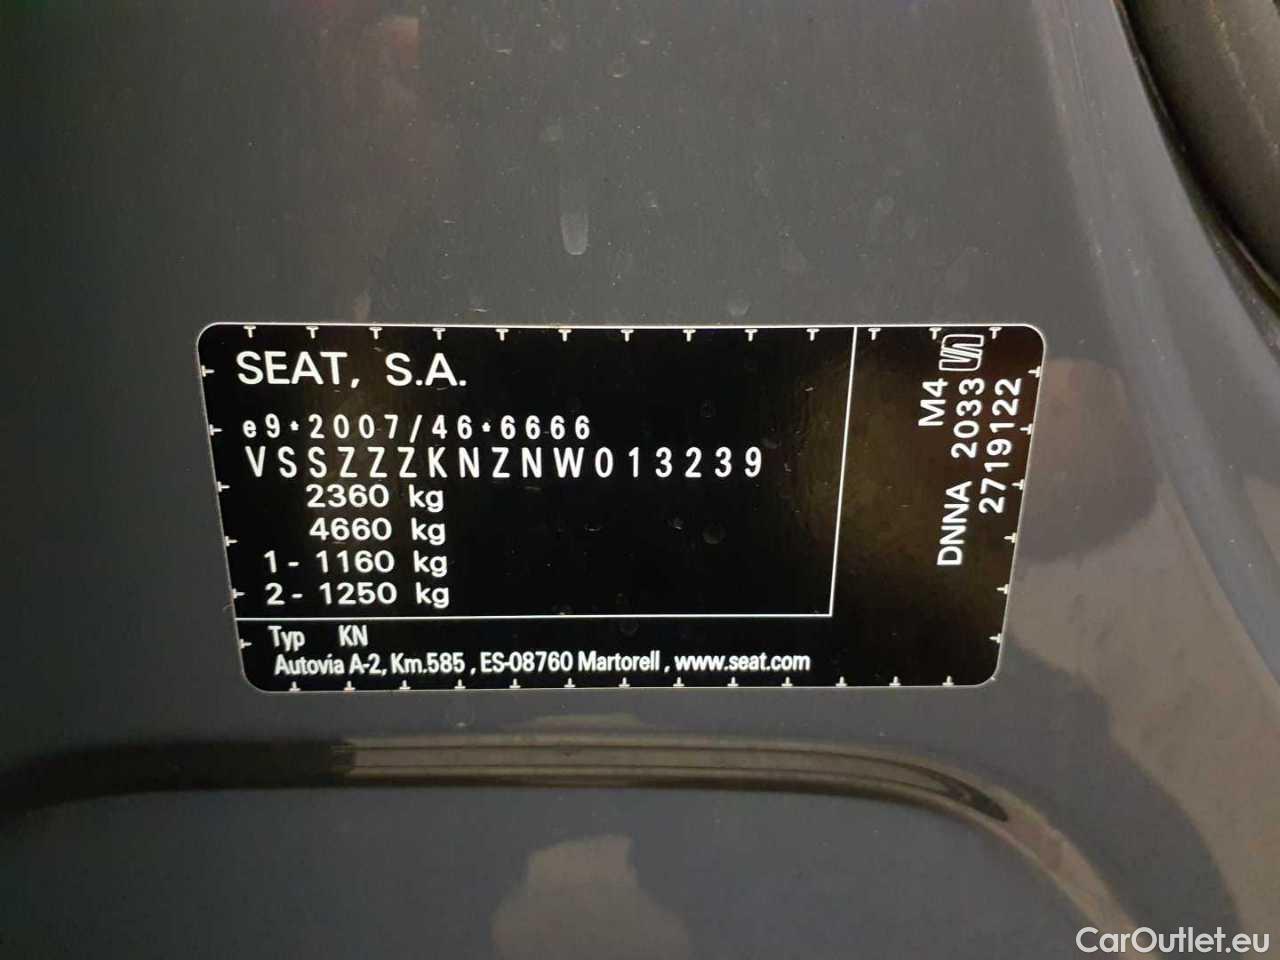 SEAT, S.A.
e9*2007/46*6666
VSSZZZKNZNW013239
2360 kg
4660 kg
1 - 1160 kg
2 - 1250 kg
Typ KN
Autovia A-2, Km.585 , ES-08760 Martorell , www.seat.com
M4
DNNA 2033
2719122
CarOutlet.eu